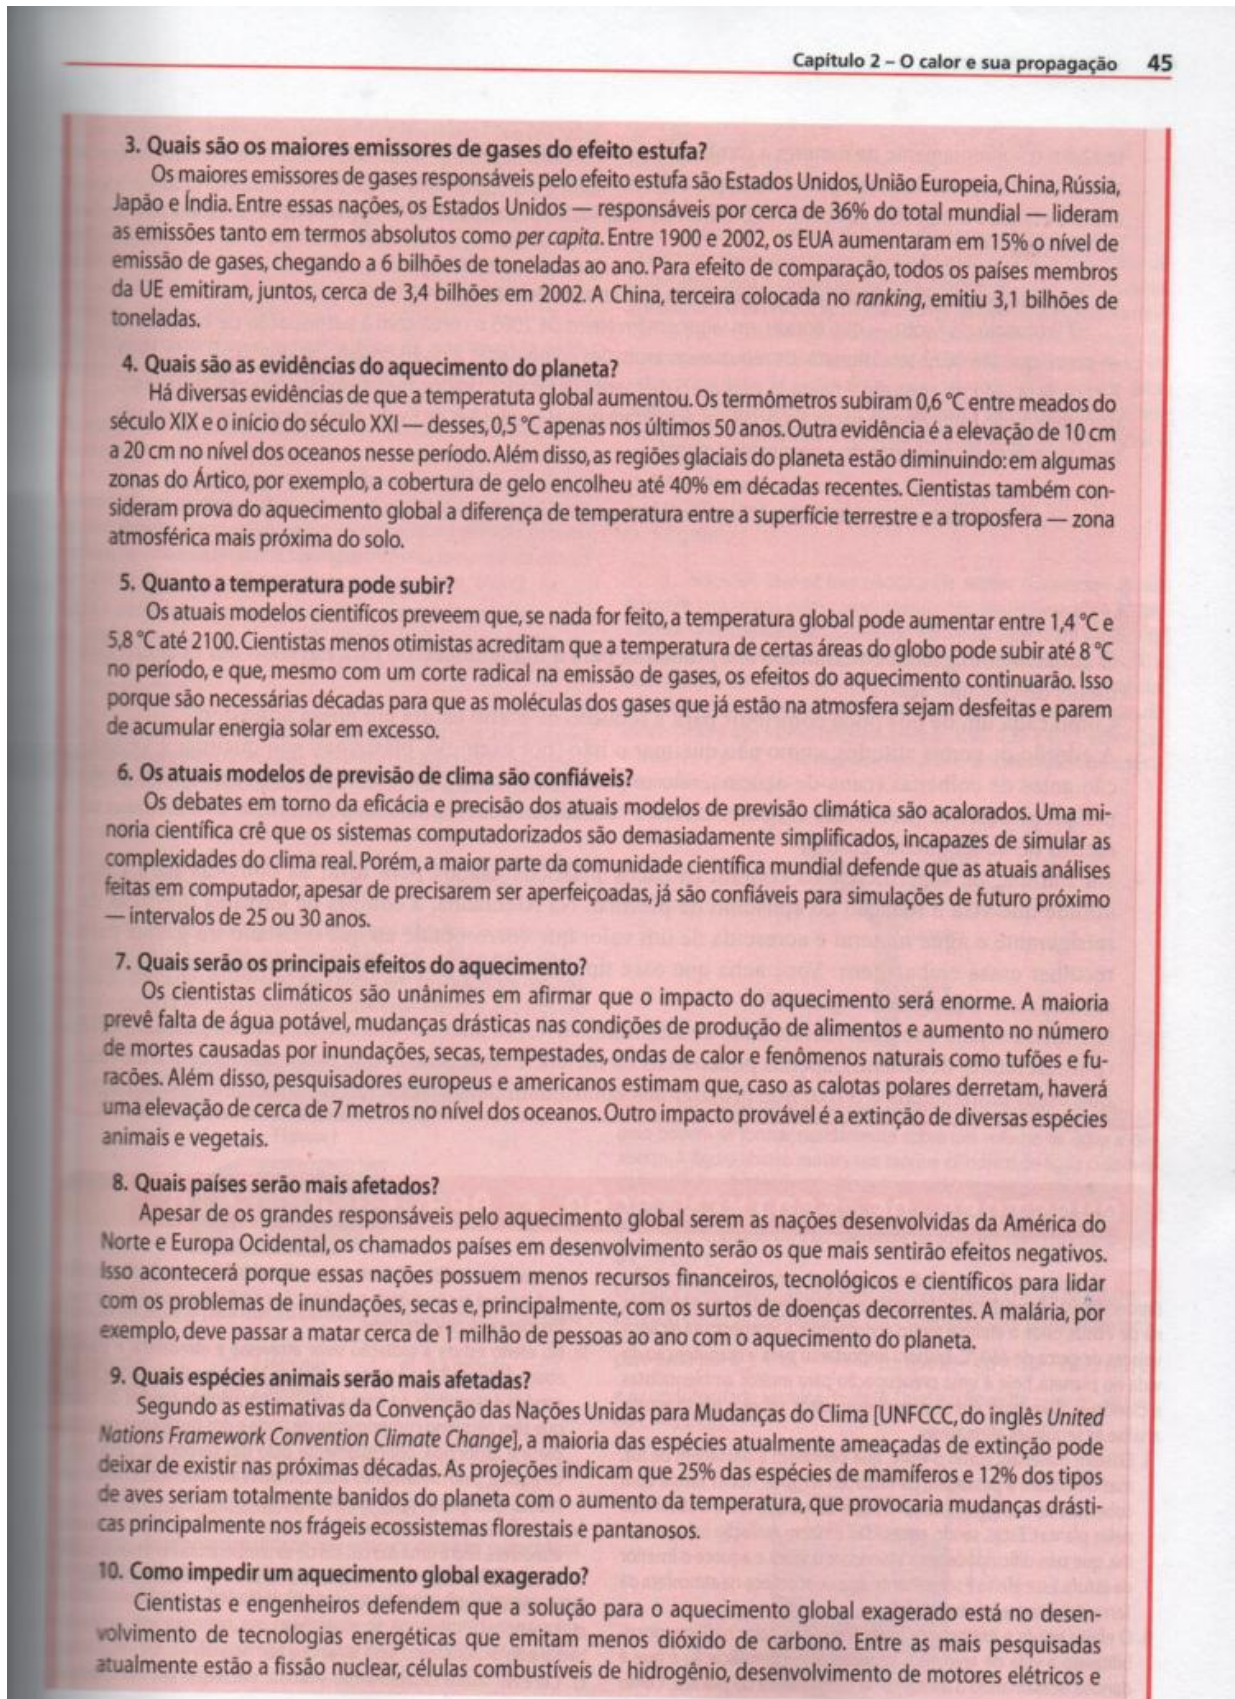 Capítulo 2 – O calor e sua propagação 45
3. Quais são os maiores emissores de gases do efeito estufa?
Os maiores emissores de gases responsáveis pelo efeito estufa são Estados Unidos, União Europeia, China, Rússia,
Japão e Índia. Entre essas nações, os Estados Unidos — responsáveis por cerca de 36% do total mundial — lideram
as emissões tanto em termos absolutos como per capita. Entre 1900 e 2002, os EUA aumentaram em 15% o nível de
emissão de gases, chegando a 6 bilhões de toneladas ao ano. Para efeito de comparação, todos os países membros
da UE emitiram, juntos, cerca de 3,4 bilhões em 2002. A China, terceira colocada no ranking, emitiu 3,1 bilhões de
toneladas.
4. Quais são as evidências do aquecimento do planeta?
Há diversas evidências de que a temperatuta global aumentou. Os termômetros subiram 0,6 °C entre meados do
século XIX e o início do século XXI — desses, 0,5 °C apenas nos últimos 50 anos. Outra evidência é a elevação de 10 cm
a 20 cm no nível dos oceanos nesse período. Além disso, as regiões glaciais do planeta estão diminuindo: em algumas
zonas do Ártico, por exemplo, a cobertura de gelo encolheu até 40% em décadas recentes. Cientistas também con-
sideram prova do aquecimento global a diferença de temperatura entre a superfície terrestre e a troposfera — zona
atmosférica mais próxima do solo.
5. Quanto a temperatura pode subir?
Os atuais modelos científicos preveem que, se nada for feito, a temperatura global pode aumentar entre 1,4 °C e
5,8 °C até 2100. Cientistas menos otimistas acreditam que a temperatura de certas áreas do globo pode subir até 8 °C
no período, e que, mesmo com um corte radical na emissão de gases, os efeitos do aquecimento continuarão. Isso
porque são necessárias décadas para que as moléculas dos gases que já estão na atmosfera sejam desfeitas e parem
de acumular energia solar em excesso.
6. Os atuais modelos de previsão de clima são confiáveis?
Os debates em torno da eficácia e precisão dos atuais modelos de previsão climática são acalorados. Uma mi-
noria científica crê que os sistemas computadorizados são demasiadamente simplificados, incapazes de simular as
complexidades do clima real. Porém, a maior parte da comunidade científica mundial defende que as atuais análises
feitas em computador, apesar de precisarem ser aperfeiçoadas, já são confiáveis para simulações de futuro próximo
— intervalos de 25 ou 30 anos.
7. Quais serão os principais efeitos do aquecimento?
Os cientistas climáticos são unânimes em afirmar que o impacto do aquecimento será enorme. A maioria
prevê falta de água potável, mudanças drásticas nas condições de produção de alimentos e aumento no número
de mortes causadas por inundações, secas, tempestades, ondas de calor e fenômenos naturais como tufões e fu-
racões. Além disso, pesquisadores europeus e americanos estimam que, caso as calotas polares derretam, haverá
uma elevação de cerca de 7 metros no nível dos oceanos. Outro impacto provável é a extinção de diversas espécies
animais e vegetais.
8. Quais países serão mais afetados?
Apesar de os grandes responsáveis pelo aquecimento global serem as nações desenvolvidas da América do
Norte e Europa Ocidental, os chamados países em desenvolvimento serão os que mais sentirão efeitos negativos.
Isso acontecerá porque essas nações possuem menos recursos financeiros, tecnológicos e científicos para lidar
com os problemas de inundações, secas e, principalmente, com os surtos de doenças decorrentes. A malária, por
exemplo, deve passar a matar cerca de 1 milhão de pessoas ao ano com o aquecimento do planeta.
9. Quais espécies animais serão mais afetadas?
Segundo as estimativas da Convenção das Nações Unidas para Mudanças do Clima [UNFCCC, do inglês United
Nations Framework Convention Climate Change], a maioria das espécies atualmente ameaçadas de extinção pode
deixar de existir nas próximas décadas. As projeções indicam que 25% das espécies de mamíferos e 12% dos tipos
de aves seriam totalmente banidos do planeta com o aumento da temperatura, que provocaria mudanças drásti-
cas principalmente nos frágeis ecossistemas florestais e pantanosos.
10. Como impedir um aquecimento global exagerado?
Cientistas e engenheiros defendem que a solução para o aquecimento global exagerado está no desen-
volvimento de tecnologias energéticas que emitam menos dióxido de carbono. Entre as mais pesquisadas
atualmente estão a fissão nuclear, células combustíveis de hidrogênio, desenvolvimento de motores elétricos e